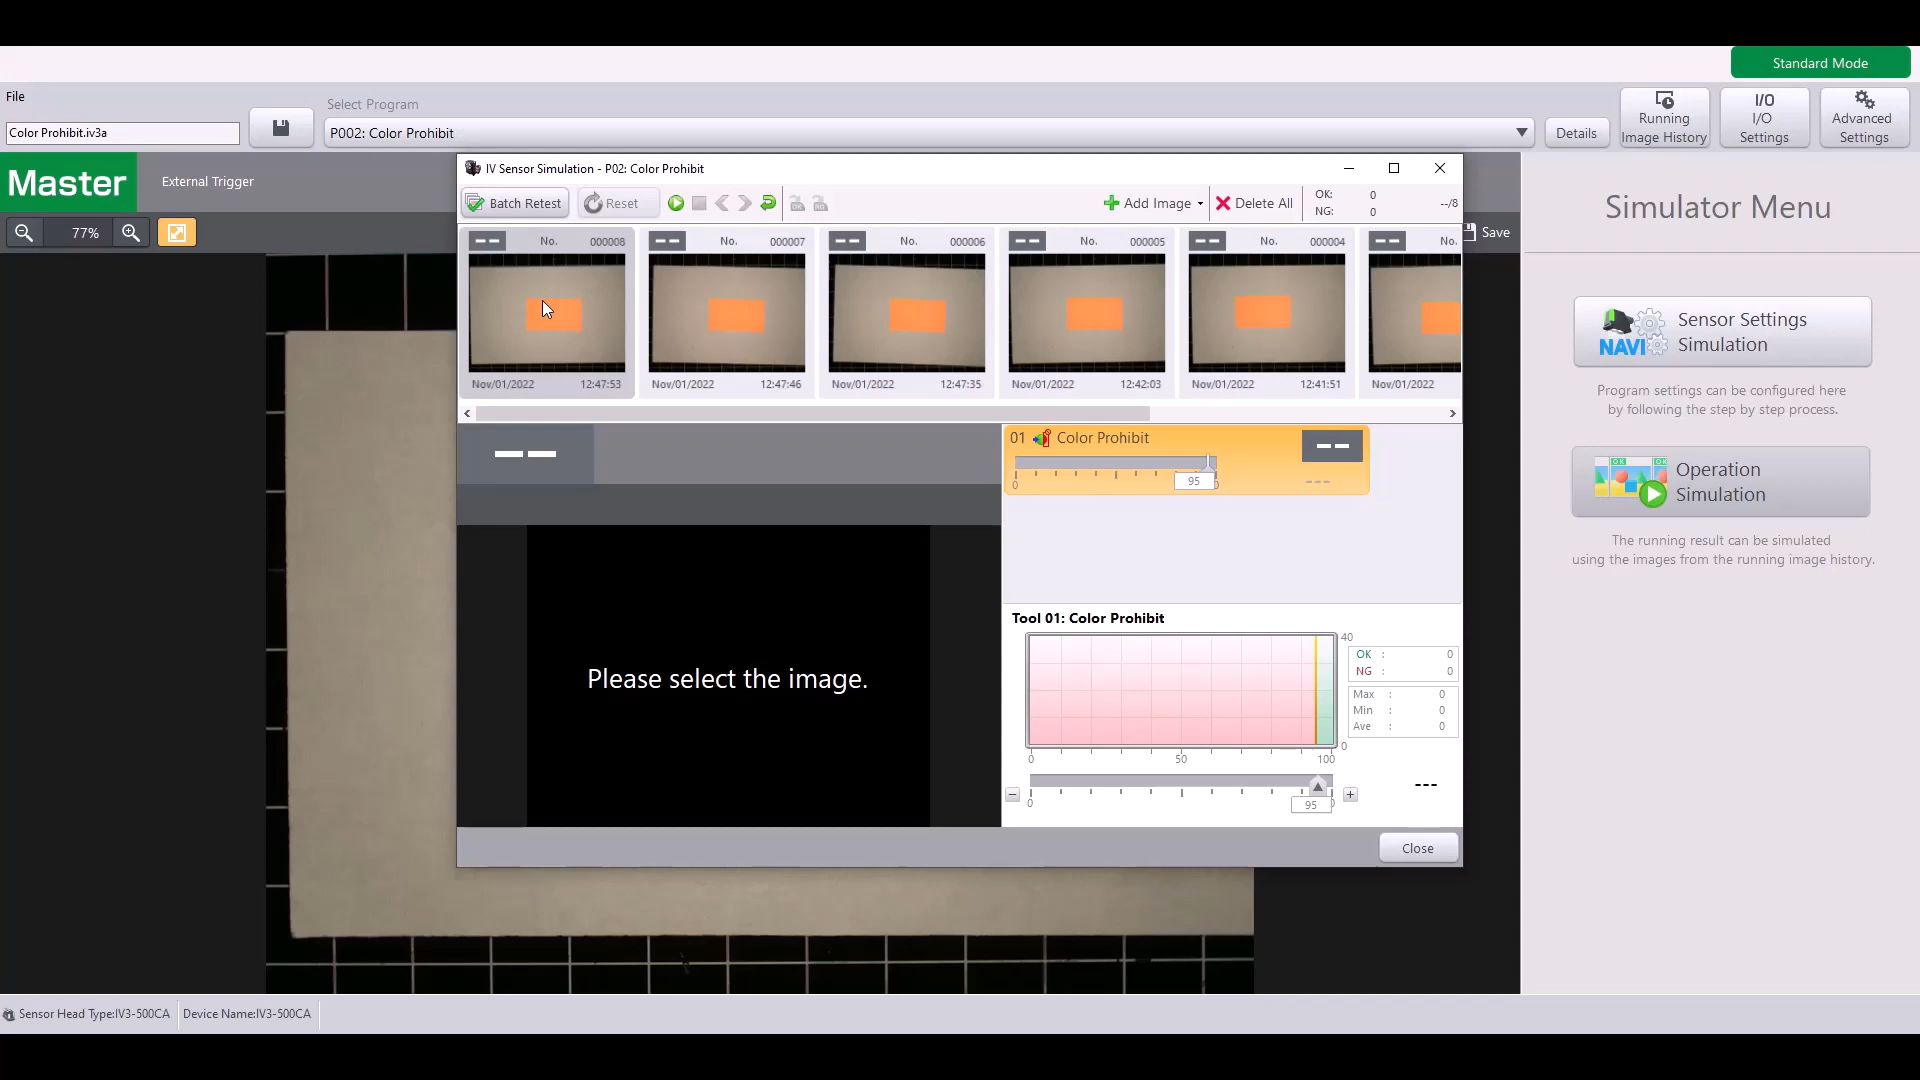 Standard Mode
File
Color Prohibit.iv3a
Select Program
P002: Color Prohibit
Details
Running
Image History
I/O
I/O
Settings
Advanced
Settings
Master
External Trigger
77%
Save
IV Sensor Simulation - P02: Color Prohibit
Batch Retest
Reset
Add Image
Delete All
OK: 0
NG: 0
--/8
-- No. 000008
Nov/01/2022 12:47:53
-- No. 000007
Nov/01/2022 12:47:46
-- No. 000006
Nov/01/2022 12:47:35
-- No. 000005
Nov/01/2022 12:42:03
-- No. 000004
Nov/01/2022 12:41:51
-- No.
Nov/01/2022
--
Please select the image.
01 Color Prohibit
--
0
95
---
Tool 01: Color Prohibit
40
0
0 50 100
OK : 0
NG : 0
Max : 0
Min : 0
Ave : 0
0
95
---
Close
Simulator Menu
NAVI
Sensor Settings
Simulation
Program settings can be configured here
by following the step by step process.
Operation
Simulation
The running result can be simulated
using the images from the running image history.
Sensor Head Type:IV3-500CA
Device Name:IV3-500CA